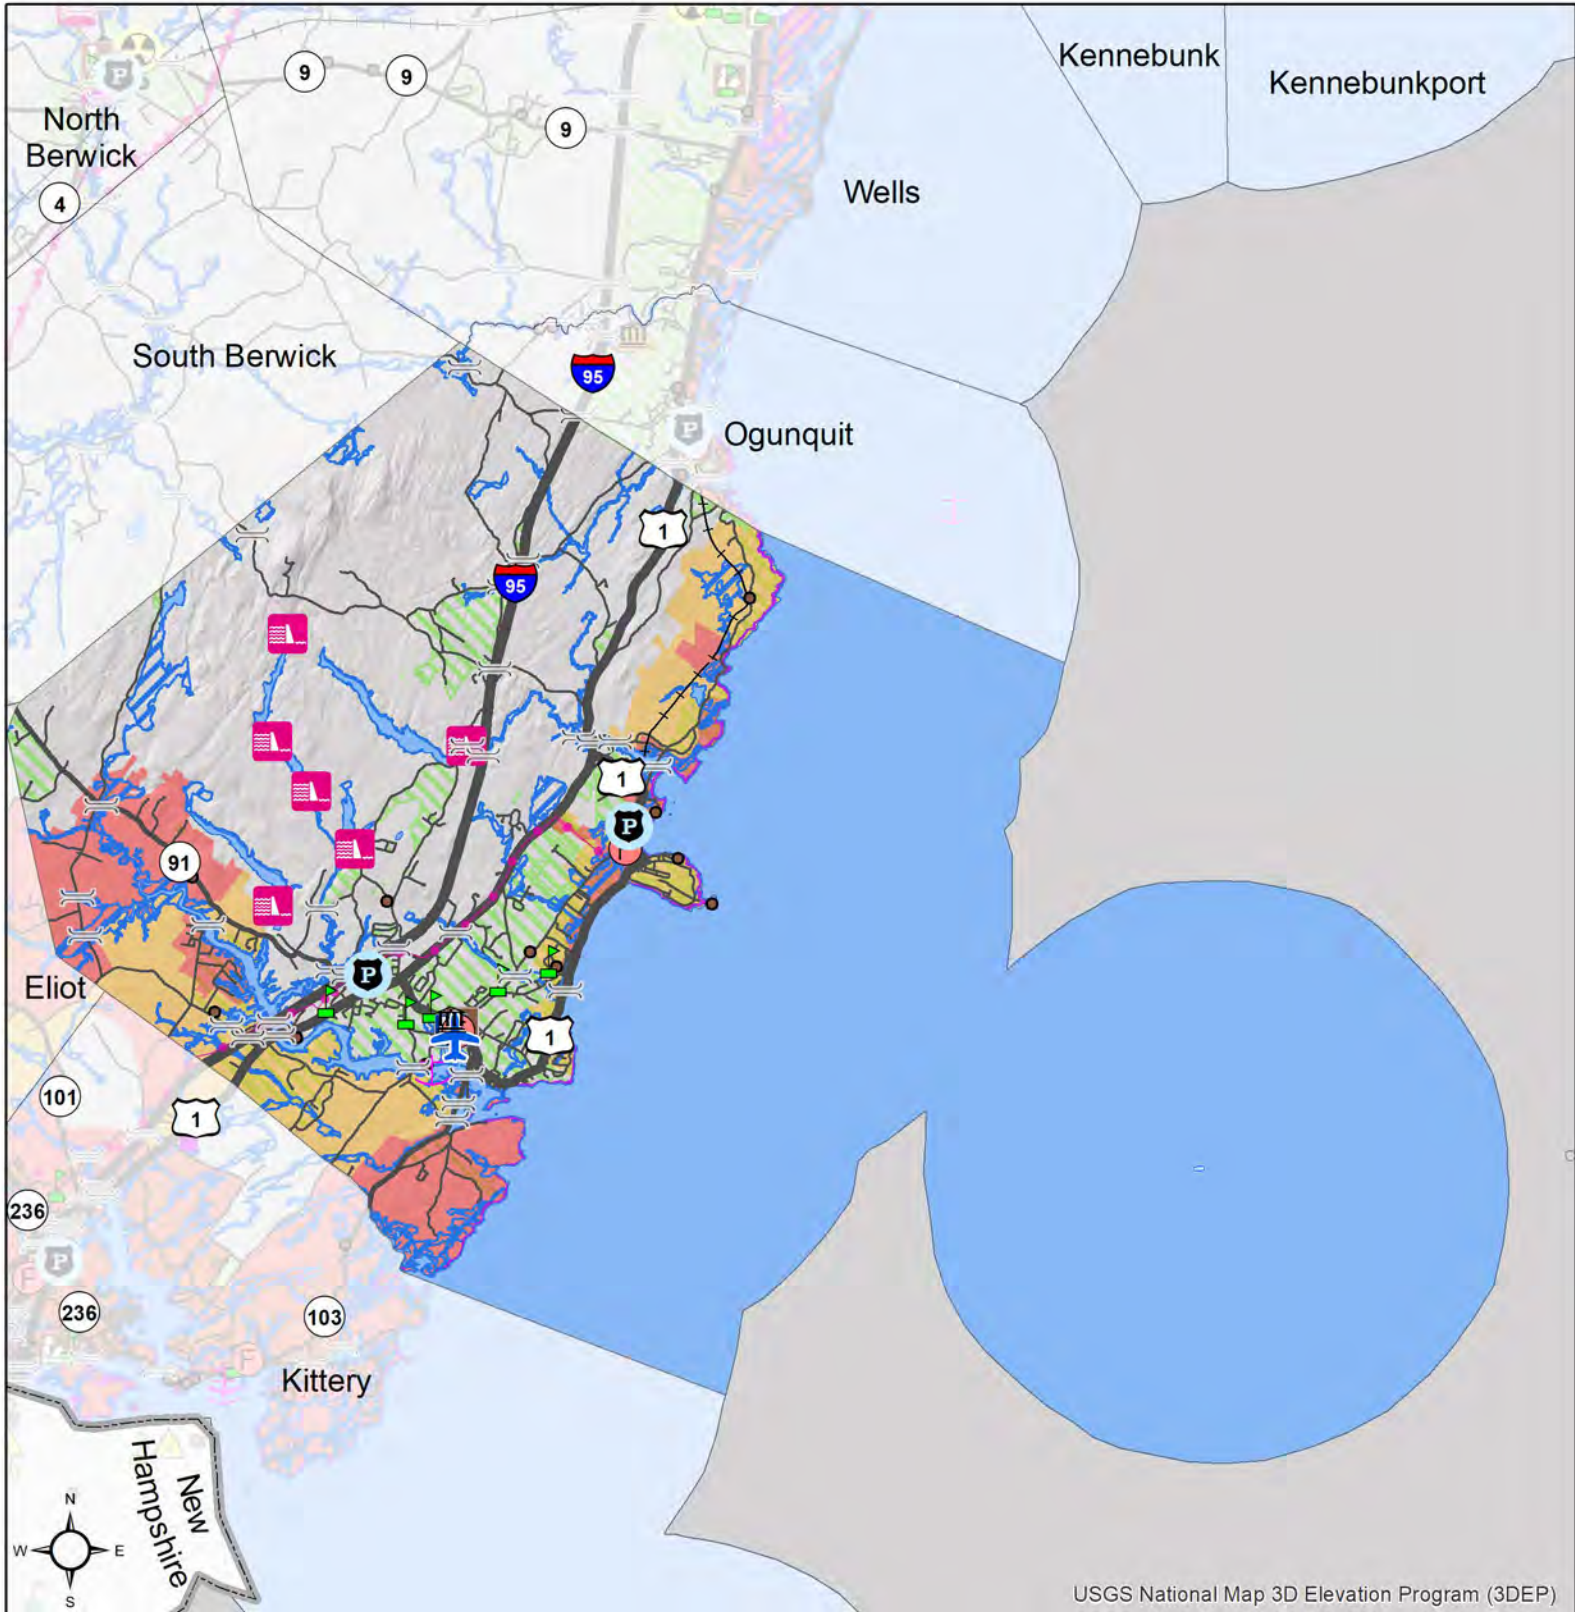 Kennebunk
Kennebunkport
9
9
9
North
Berwick
4
Wells
South Berwick
95
Ogunquit
1
95
1
P
91
P
Eliot
1
101
1
236
P
F
236
103
F
Kittery
New
Hampshire
N
W
E
S
USGS National Map 3D Elevation Program (3DEP)